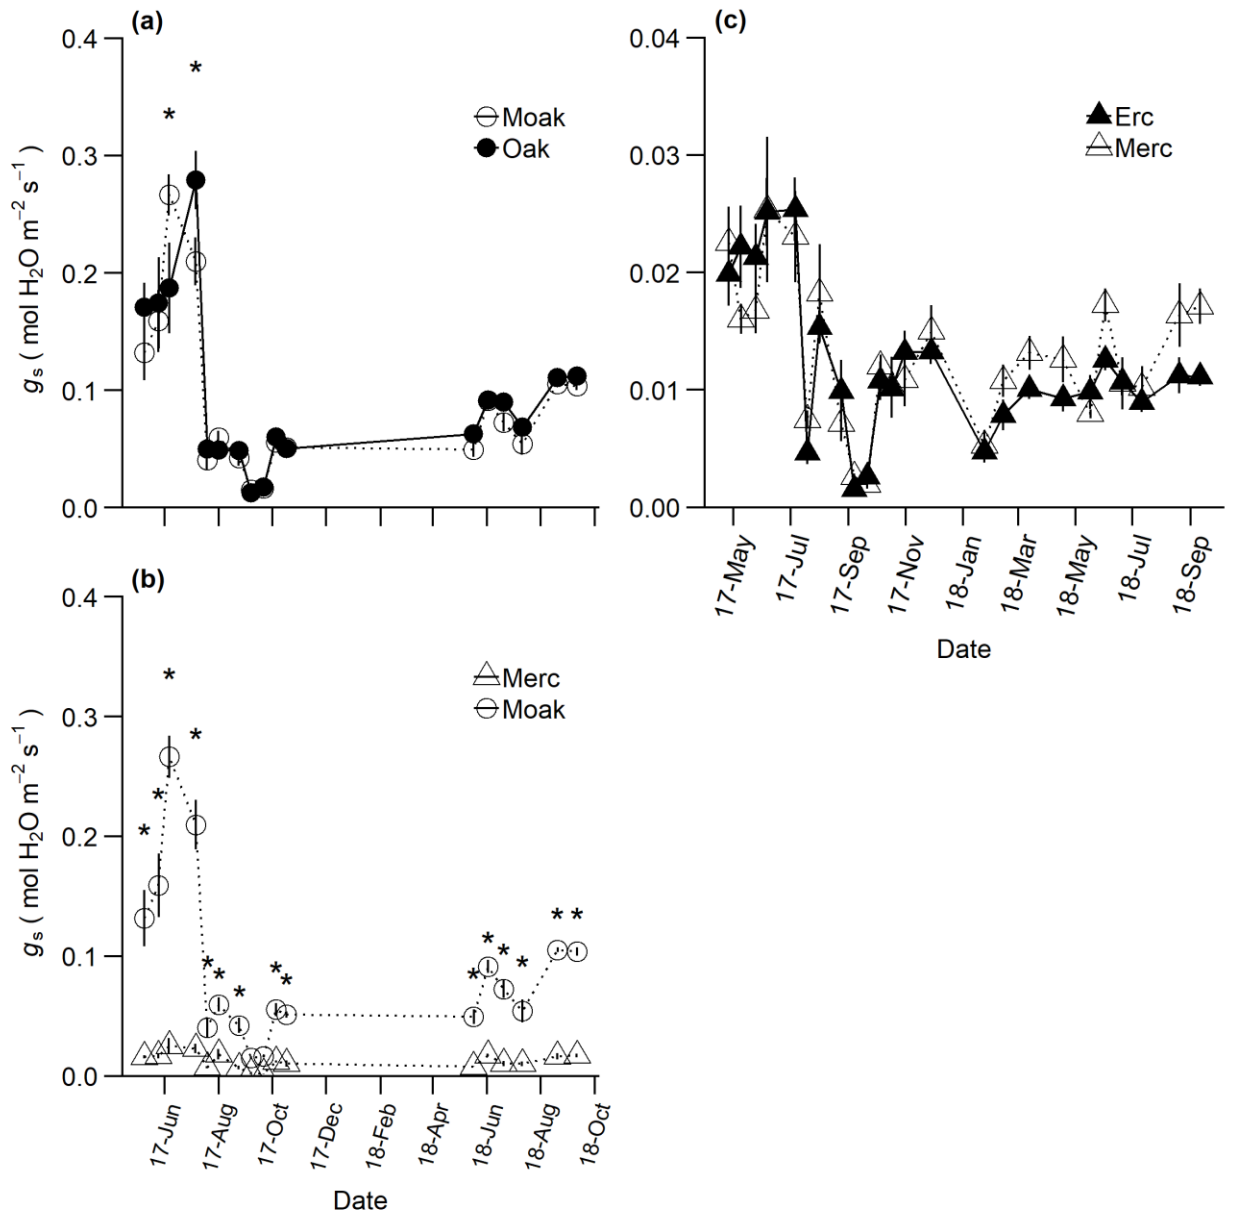 (a)
0.4
0.3
0.2
0.1
0.0
gs ( mol H2O m−2 s−1 )
* *
Moak
Oak
(c)
0.04
0.03
0.02
0.01
0.00
Erc
Merc
17-May 17-Jul 17-Sep 17-Nov 18-Jan 18-Mar 18-May 18-Jul 18-Sep
Date
(b)
0.4
0.3
0.2
0.1
0.0
gs ( mol H2O m−2 s−1 )
* * * * * * * * * * * * * * *
Merc
Moak
17-Jun 17-Aug 17-Oct 17-Dec 18-Feb 18-Apr 18-Jun 18-Aug 18-Oct
Date